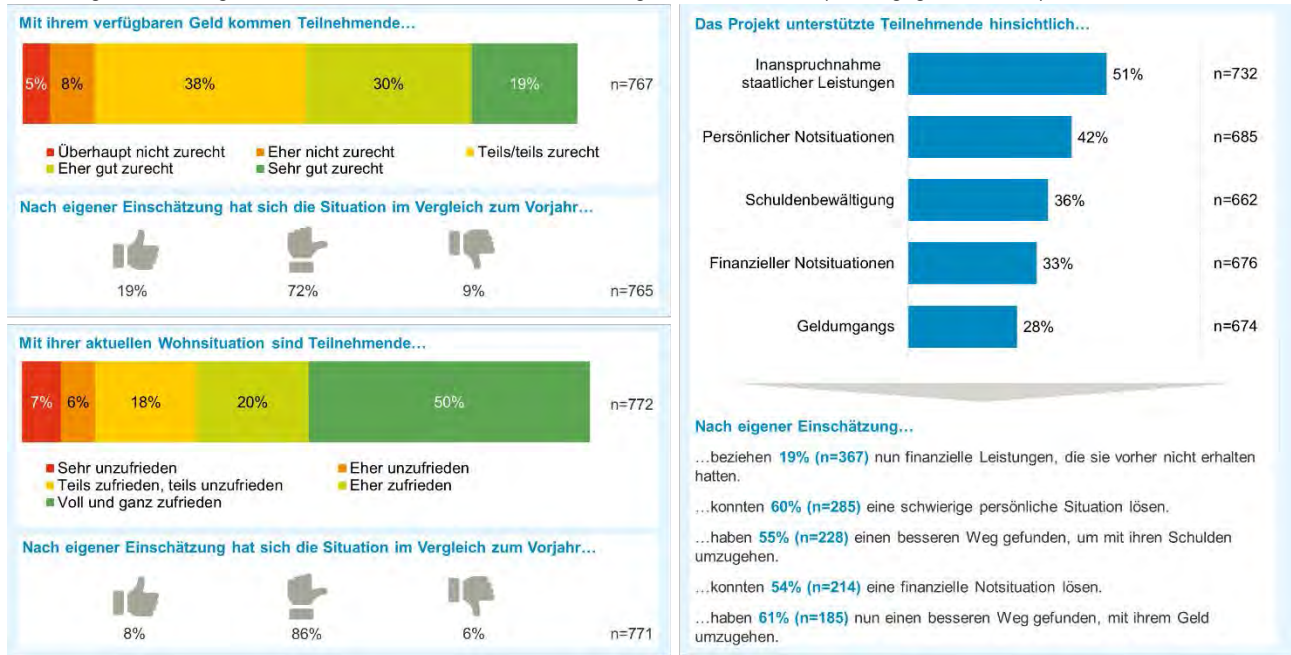 Mit ihrem verfügbaren Geld kommen Teilnehmende…
5% 8% 38% 30% 19% n=767
Überhaupt nicht zurecht Eher nicht zurecht Teils/teils zurecht
Eher gut zurecht Sehr gut zurecht
Nach eigener Einschätzung hat sich die Situation im Vergleich zum Vorjahr…
19% 72% 9% n=765
Mit ihrer aktuellen Wohnsituation sind Teilnehmende…
7% 6% 18% 20% 50% n=772
Sehr unzufrieden Eher unzufrieden
Teils zufrieden, teils unzufrieden Eher zufrieden
Voll und ganz zufrieden
Nach eigener Einschätzung hat sich die Situation im Vergleich zum Vorjahr…
8% 86% 6% n=771
Das Projekt unterstützte Teilnehmende hinsichtlich…
Inanspruchnahme
staatlicher Leistungen 51% n=732
Persönlicher Notsituationen 42% n=685
Schuldenbewältigung 36% n=662
Finanzieller Notsituationen 33% n=676
Geldumgangs 28% n=674
Nach eigener Einschätzung…
…beziehen 19% (n=367) nun finanzielle Leistungen, die sie vorher nicht erhalten
hatten.
…konnten 60% (n=285) eine schwierige persönliche Situation lösen.
…haben 55% (n=228) einen besseren Weg gefunden, um mit ihren Schulden
umzugehen.
…konnten 54% (n=214) eine finanzielle Notsituation lösen.
…haben 61% (n=185) nun einen besseren Weg gefunden, mit ihrem Geld
umzugehen.